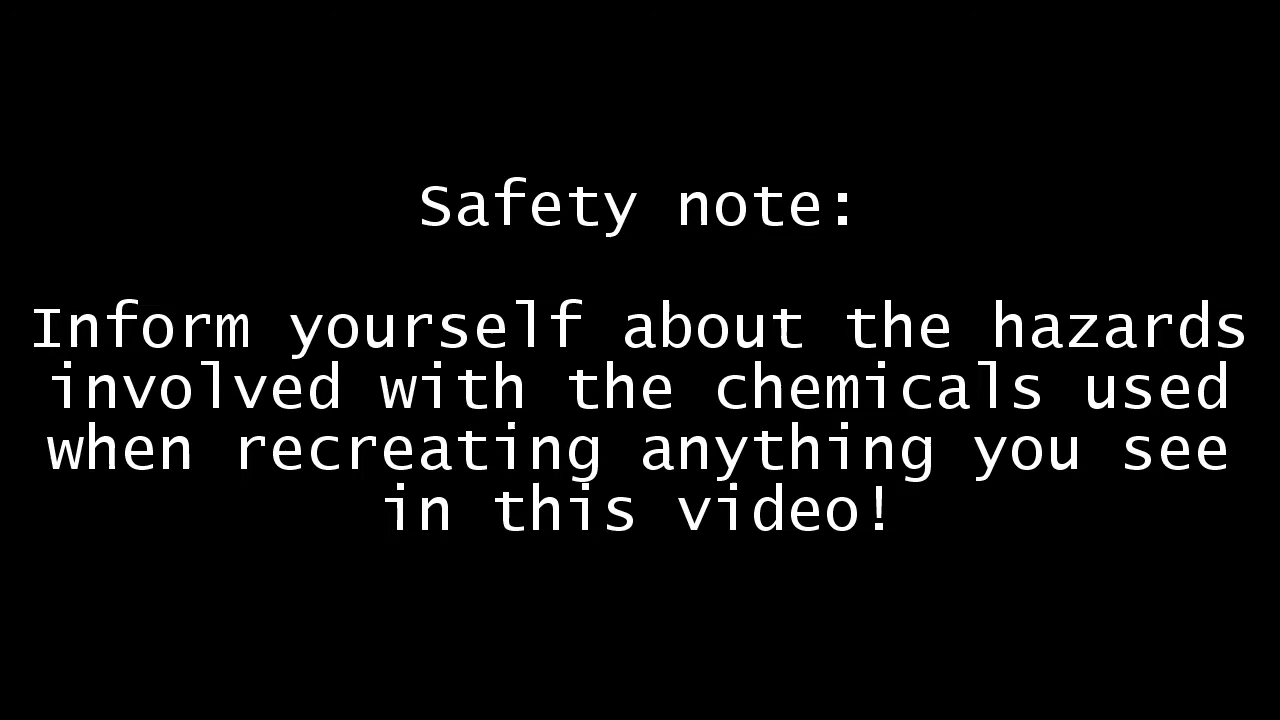 Safety note:
Inform yourself about the hazards
involved with the chemicals used
when recreating anything you see
in this video!